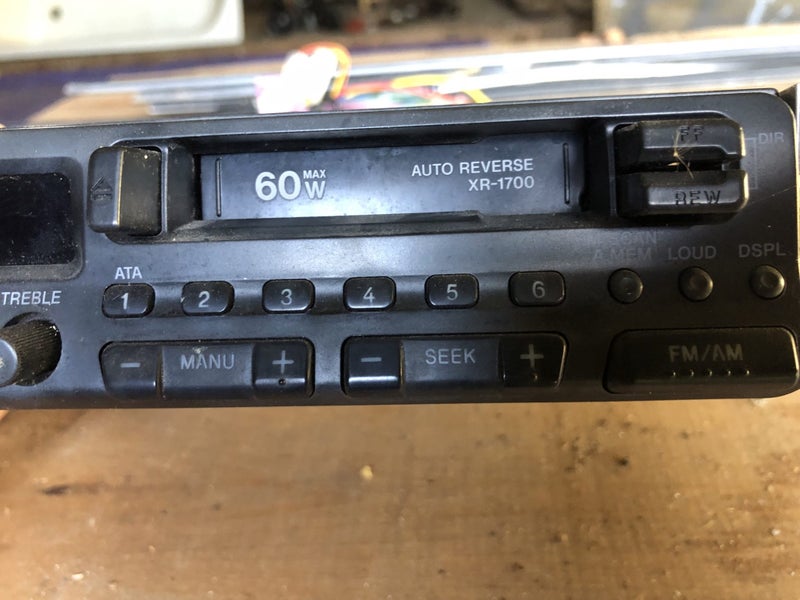 60 MAX W
AUTO REVERSE
XR-1700
FF
REW
DIR
SCAN
A.MEM
LOUD
DSPL
ATA
TREBLE
1 2 3 4 5 6
- MANU +
- SEEK +
FM/AM